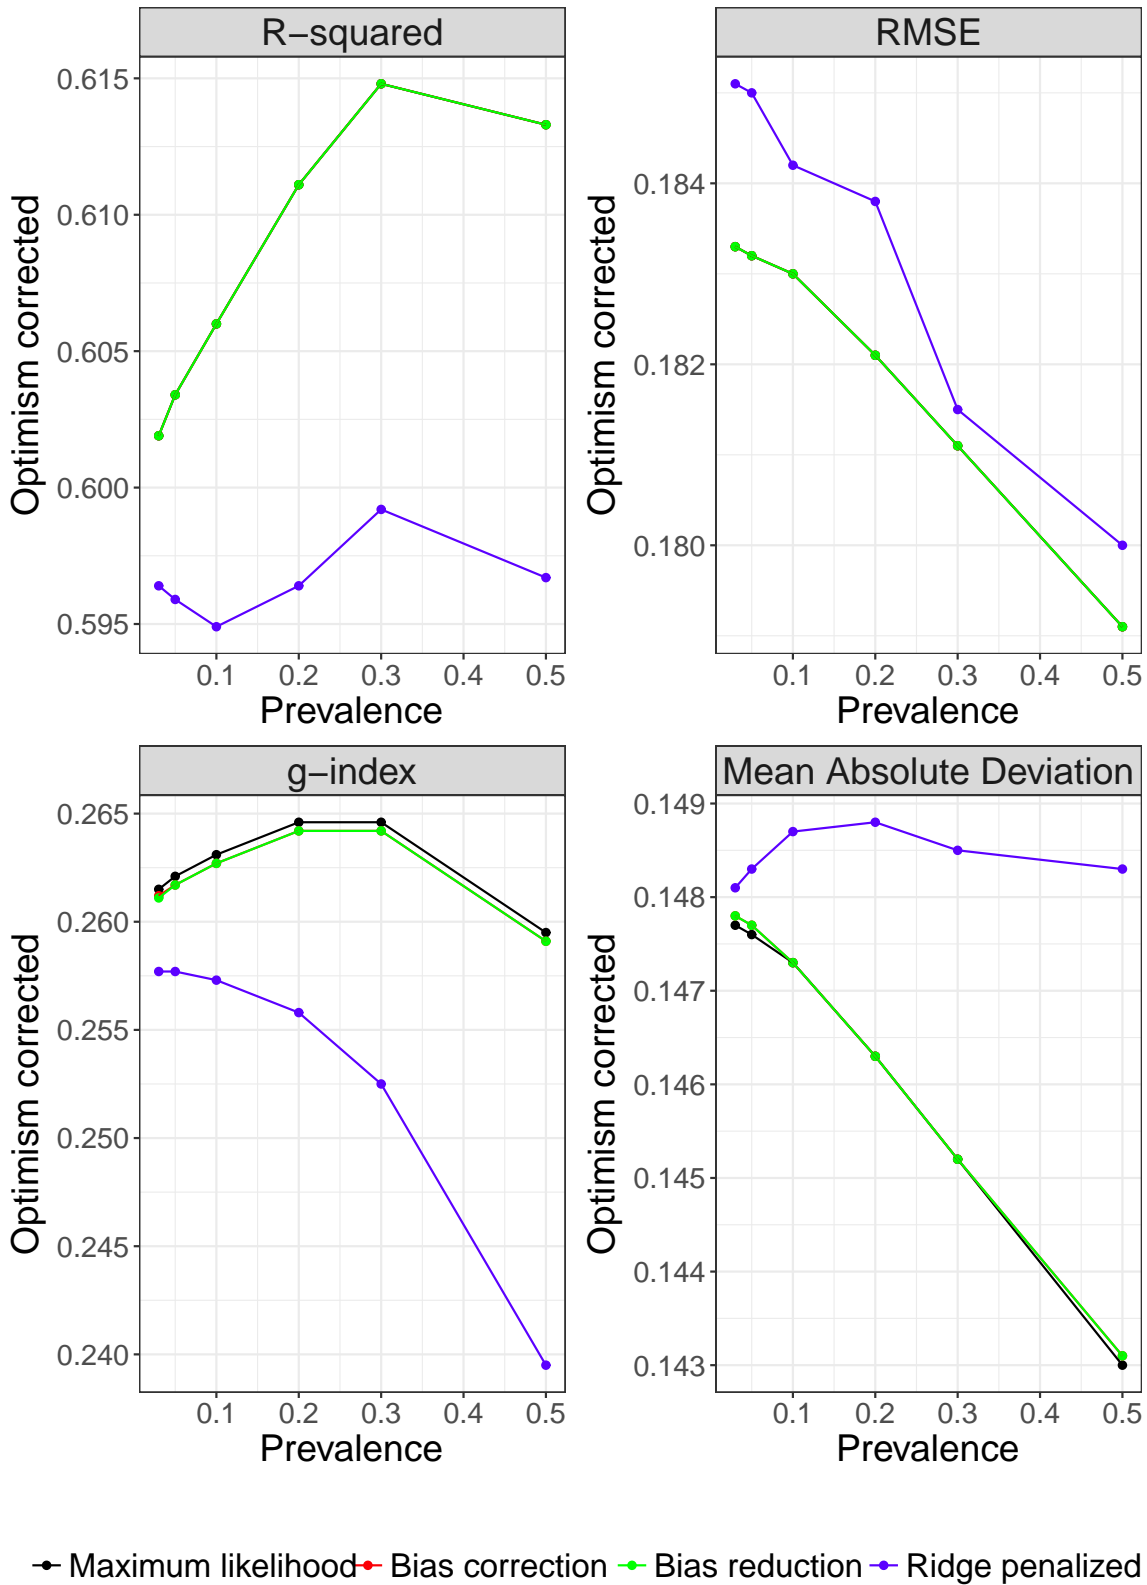 R−squared
Optimism corrected
0.615
0.610
0.605
0.600
0.595
0.1 0.2 0.3 0.4 0.5
Prevalence
RMSE
Optimism corrected
0.184
0.182
0.180
0.1 0.2 0.3 0.4 0.5
Prevalence
g−index
Optimism corrected
0.265
0.260
0.255
0.250
0.245
0.240
0.1 0.2 0.3 0.4 0.5
Prevalence
Mean Absolute Deviation
Optimism corrected
0.149
0.148
0.147
0.146
0.145
0.144
0.143
0.1 0.2 0.3 0.4 0.5
Prevalence
Maximum likelihood Bias correction Bias reduction Ridge penalized